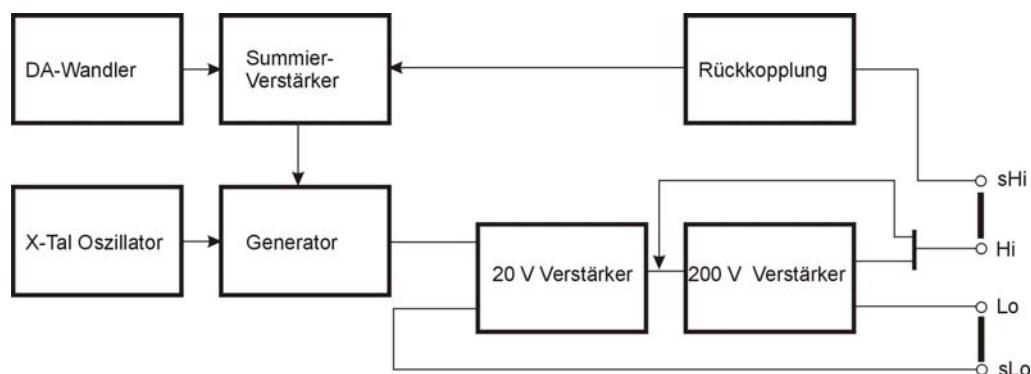 DA-Wandler
Summier-
Verstärker
Rückkopplung
sHi
X-Tal Oszillator
Generator
Hi
20 V Verstärker
200 V Verstärker
Lo
sLo